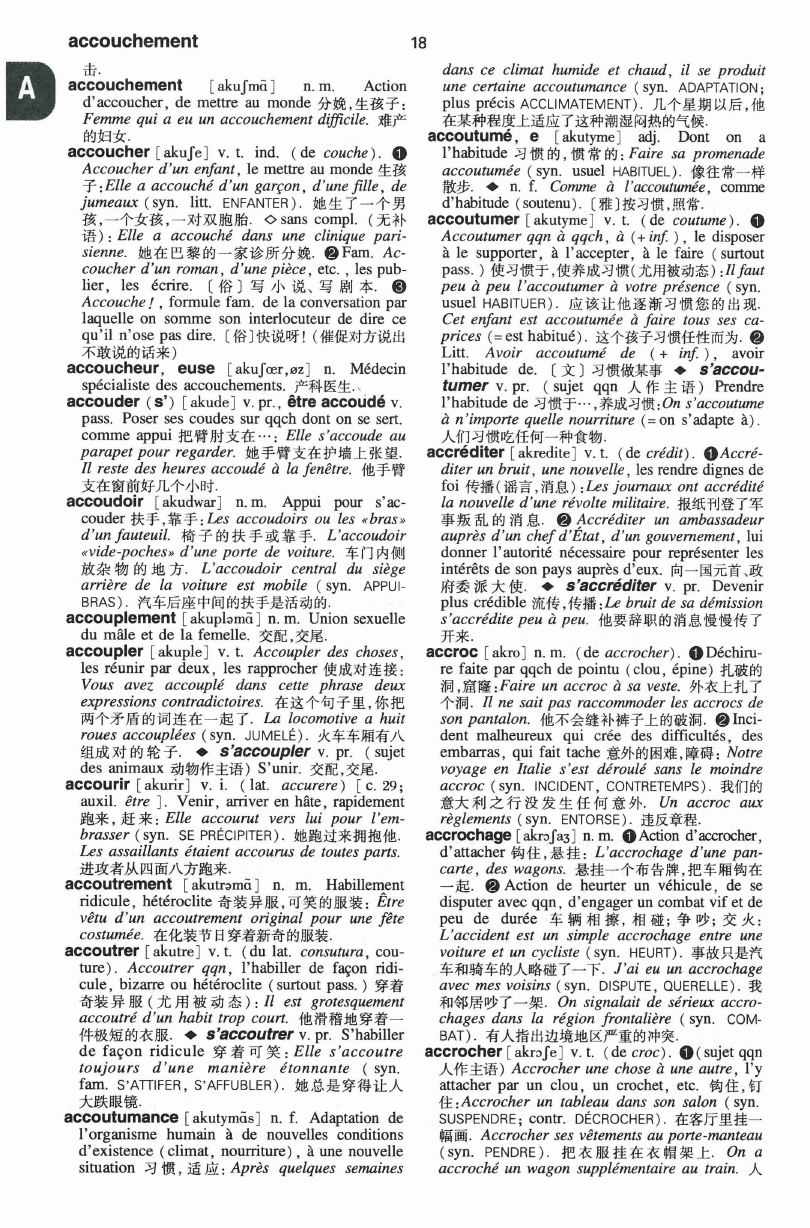 accouchement
18
A
击.
accouchement [akuʃmɑ̃] n. m. Action
d'accoucher, de mettre au monde 分娩,生孩子:
Femme qui a eu un accouchement difficile. 难产
的妇女.
accoucher [akuʃe] v. t. ind. (de couche). ❶
Accoucher d'un enfant, le mettre au monde 生孩
子:Elle a accouché d'un garçon, d'une fille, de
jumeaux (syn. litt. ENFANTER). 她生了一个男
孩,一个女孩,一对双胞胎. ◇ sans compl. (无补
语): Elle a accouché dans une clinique pari-
sienne. 她在巴黎的一家诊所分娩. ❷ Fam. Ac-
coucher d'un roman, d'une pièce, etc. , les pub-
lier, les écrire. [俗] 写小说、写剧本. ❸
Accouche ! , formule fam. de la conversation par
laquelle on somme son interlocuteur de dire ce
qu'il n'ose pas dire. [俗]快说呀! (催促对方说出
不敢说的话来)
accoucheur, euse [akuʃœr,øz] n. Médecin
spécialiste des accouchements. 产科医生.
accouder (s') [akude] v. pr., être accoudé v.
pass. Poser ses coudes sur qqch dont on se sert.
comme appui 把臂肘支在…: Elle s'accoude au
parapet pour regarder. 她手臂支在护墙上张望.
Il reste des heures accoudé à la fenêtre. 他手臂
支在窗前好几个小时.
accoudoir [akudwar] n. m. Appui pour s'ac-
couder 扶手,靠手:Les accoudoirs ou les «bras»
d'un fauteuil. 椅子的扶手或靠手. L'accoudoir
«vide-poches» d'une porte de voiture. 车门内侧
放杂物的地方. L'accoudoir central du siège
arrière de la voiture est mobile (syn. APPUI-
BRAS). 汽车后座中间的扶手是活动的.
accouplement [akupləmɑ̃] n. m. Union sexuelle
du mâle et de la femelle. 交配,交尾.
accoupler [akuple] v. t. Accoupler des choses,
les réunir par deux, les rapprocher 使成对连接:
Vous avez accouplé dans cette phrase deux
expressions contradictoires. 在这个句子里,你把
两个矛盾的词连在一起了. La locomotive a huit
roues accouplées (syn. JUMELÉ). 火车车厢有八
组成对的轮子. ◆ s'accoupler v. pr. (sujet
des animaux 动物作主语) S'unir. 交配,交尾.
accourir [akurir] v. i. (lat. accurere) [c. 29;
auxil. être ]. Venir, arriver en hâte, rapidement
跑来,赶来: Elle accourut vers lui pour l'em-
brasser (syn. SE PRÉCIPITER). 她跑过来拥抱他.
Les assaillants étaient accourus de toutes parts.
进攻者从四面八方跑来.
accoutrement [akutrəmɑ̃] n. m. Habillement
ridicule, hétéroclite 奇装异服,可笑的服装: Être
vêtu d'un accoutrement original pour une fête
costumée. 在化装节日穿着新奇的服装.
accoutrer [akutre] v. t. (du lat. consutura, cou-
ture). Accoutrer qqn, l'habiller de façon ridi-
cule, bizarre ou hétéroclite (surtout pass.) 穿着
奇装异服(尤用被动态): Il est grotesquement
accoutré d'un habit trop court. 他滑稽地穿着一
件极短的衣服. ◆ s'accoutrer v. pr. S'habiller
de façon ridicule 穿着可笑: Elle s'accoutre
toujours d'une manière étonnante (syn.
fam. S'ATTIFER, S'AFFUBLER). 她总是穿得让人
大跌眼镜.
accoutumance [akutymɑ̃s] n. f. Adaptation de
l'organisme humain à de nouvelles conditions
d'existence (climat, nourriture), à une nouvelle
situation 习惯,适应: Après quelques semaines
dans ce climat humide et chaud, il se produit
une certaine accoutumance (syn. ADAPTATION;
plus précis ACCLIMATEMENT). 几个星期以后,他
在某种程度上适应了这种潮湿闷热的气候.
accoutumé, e [akutyme] adj. Dont on a
l'habitude 习惯的,惯常的: Faire sa promenade
accoutumée (syn. usuel HABITUEL). 像往常一样
散步. ◆ n. f. Comme à l'accoutumée, comme
d'habitude (soutenu). [雅]按习惯,照常.
accoutumer [akutyme] v. t. (de coutume). ❶
Accoutumer qqn à qqch, à (+ inf. ), le disposer
à le supporter, à l'accepter, à le faire (surtout
pass. ) 使习惯于,使养成习惯(尤用被动态):Il faut
peu à peu l'accoutumer à votre présence (syn.
usuel HABITUER). 应该让他逐渐习惯您的出现.
Cet enfant est accoutumée à faire tous ses ca-
prices (= est habitué). 这个孩子习惯任性而为. ❷
Litt. Avoir accoutumé de (+ inf. ), avoir
l'habitude de. [文] 习惯做某事 ◆ s'accou-
tumer v. pr. (sujet qqn 人作主语) Prendre
l'habitude de 习惯于…,养成习惯:On s'accoutume
à n'importe quelle nourriture (= on s'adapte à).
人们习惯吃任何一种食物.
accréditer [akredite] v. t. (de crédit). ❶ Accré-
diter un bruit, une nouvelle, les rendre dignes de
foi 传播(谣言,消息):Les journaux ont accrédité
la nouvelle d'une révolte militaire. 报纸刊登了军
事叛乱的消息. ❷ Accréditer un ambassadeur
auprès d'un chef d'État, d'un gouvernement, lui
donner l'autorité nécessaire pour représenter les
intérêts de son pays auprès d'eux. 向一国元首、政
府委派大使. ◆ s'accréditer v. pr. Devenir
plus crédible 流传,传播:Le bruit de sa démission
s'accrédite peu à peu. 他要辞职的消息慢慢传了
开来.
accroc [akro] n. m. (de accrocher). ❶ Déchiru-
re faite par qqch de pointu (clou, épine) 扎破的
洞,窟窿:Faire un accroc à sa veste. 外衣上扎了
个洞. Il ne sait pas raccommoder les accrocs de
son pantalon. 他不会缝补裤子上的破洞. ❷ Inci-
dent malheureux qui crée des difficultés, des
embarras, qui fait tache 意外的困难,障碍: Notre
voyage en Italie s'est déroulé sans le moindre
accroc (syn. INCIDENT, CONTRETEMPS). 我们的
意大利之行没发生任何意外. Un accroc aux
règlements (syn. ENTORSE). 违反章程.
accrochage [akrɔʃaʒ] n. m. ❶ Action d'accrocher,
d'attacher 钩住,悬挂: L'accrochage d'une pan-
carte, des wagons. 悬挂一个布告牌,把车厢钩在
一起. ❷ Action de heurter un véhicule, de se
disputer avec qqn, d'engager un combat vif et de
peu de durée 车辆相擦,相碰;争吵;交火:
L'accident est un simple accrochage entre une
voiture et un cycliste (syn. HEURT). 事故只是汽
车和骑车的人略碰了一下. J'ai eu un accrochage
avec mes voisins (syn. DISPUTE, QUERELLE). 我
和邻居吵了一架. On signalait de sérieux accro-
chages dans la région frontalière (syn. COM-
BAT). 有人指出边境地区严重的冲突.
accrocher [akrɔʃe] v. t. (de croc). ❶ (sujet qqn
人作主语) Accrocher une chose à une autre, l'y
attacher par un clou, un crochet, etc. 钩住,钉
住:Accrocher un tableau dans son salon (syn.
SUSPENDRE; contr. DÉCROCHER). 在客厅里挂一
幅画. Accrocher ses vêtements au porte-manteau
(syn. PENDRE). 把衣服挂在衣帽架上. On a
accroché un wagon supplémentaire au train. 人